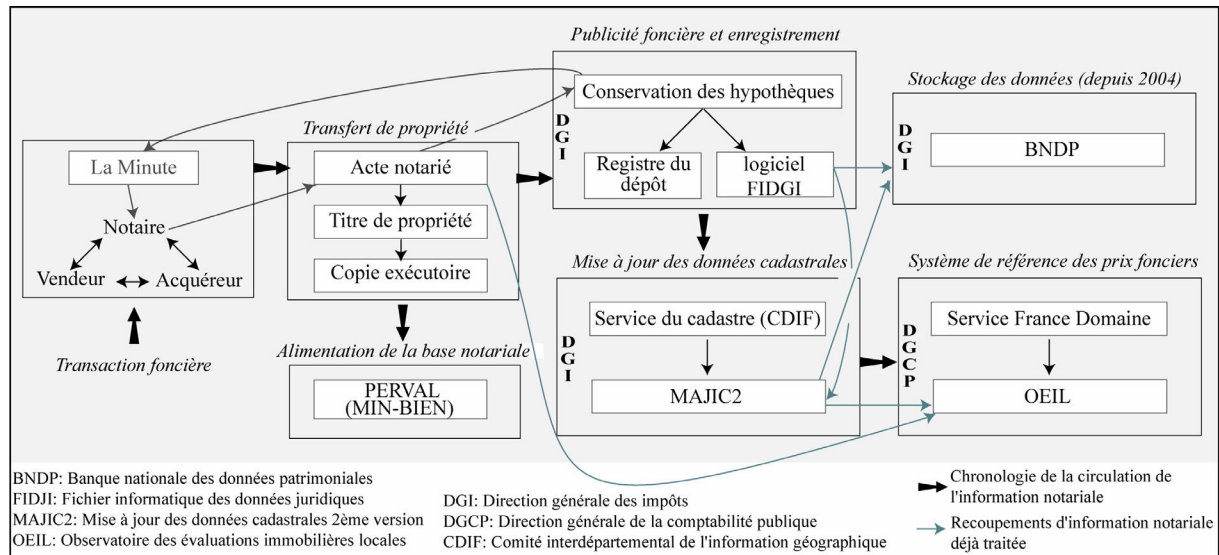 Publicité foncière et enregistrement
Conservation des hypothèques
DGI
Registre du
dépôt
logiciel
FIDGI
Stockage des données (depuis 2004)
DGI
BNDP
Transfert de propriété
Acte notarié
Titre de propriété
Copie exécutoire
La Minute
Notaire
Vendeur
Acquéreur
Transaction foncière
Alimentation de la base notariale
PERVAL
(MIN-BIEN)
Mise à jour des données cadastrales
DGI
Service du cadastre (CDIF)
MAJIC2
Système de référence des prix fonciers
DGCP
Service France Domaine
OEIL
BNDP: Banque nationale des données patrimoniales
FIDJI: Fichier informatique des données juridiques
MAJIC2: Mise à jour des données cadastrales 2ème version
OEIL: Observatoire des évaluations immobilières locales
DGI: Direction générale des impôts
DGCP: Direction générale de la comptabilité publique
CDIF: Comité interdépartemental de l'information géographique
Chronologie de la circulation de
l'information notariale
Recoupements d'information notariale
déjà traitée